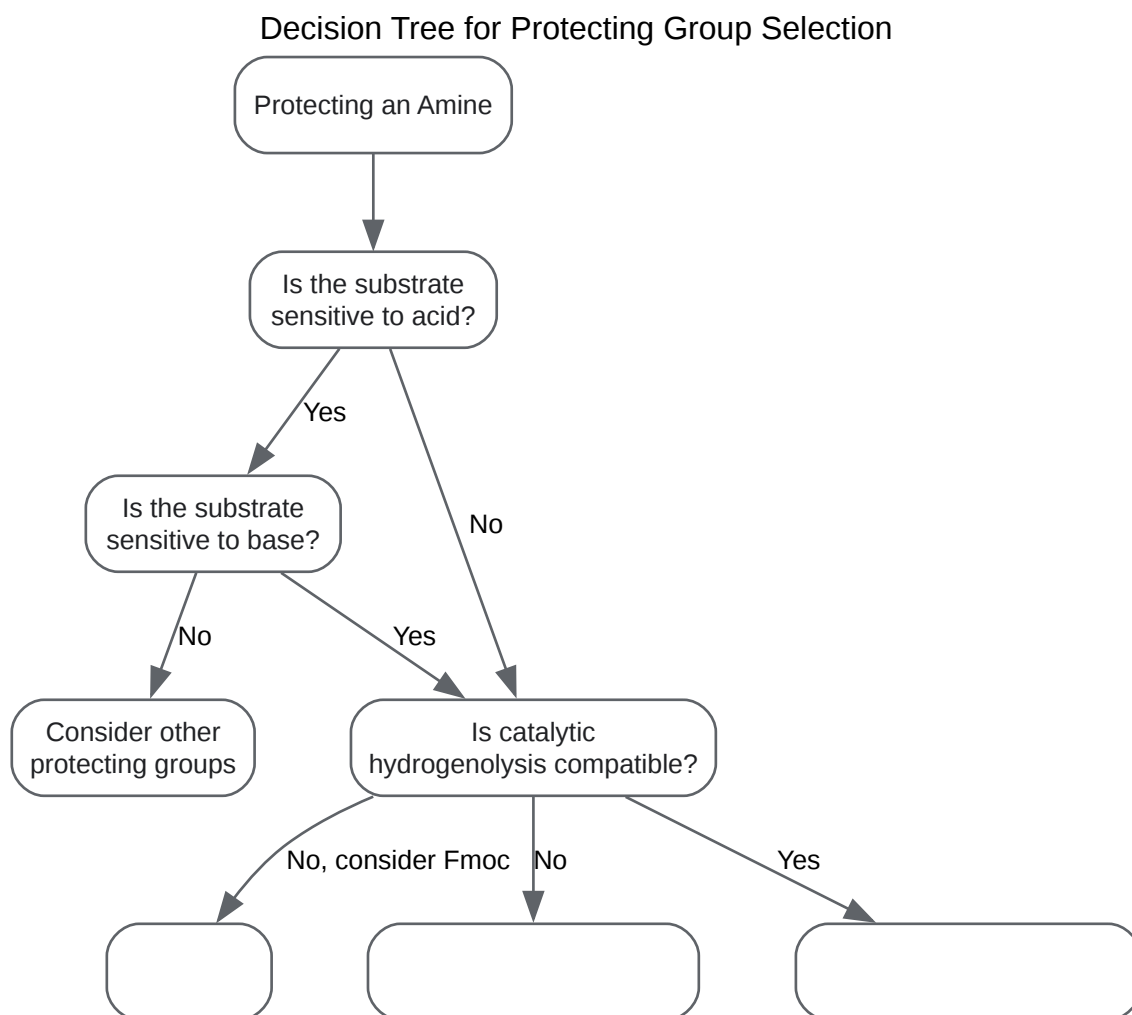 Decision Tree for Protecting Group Selection
Protecting an Amine
Is the substrate
sensitive to acid?
Yes
No
Is the substrate
sensitive to base?
No
Yes
Consider other
protecting groups
Is catalytic
hydrogenolysis compatible?
No, consider Fmoc
No
Yes